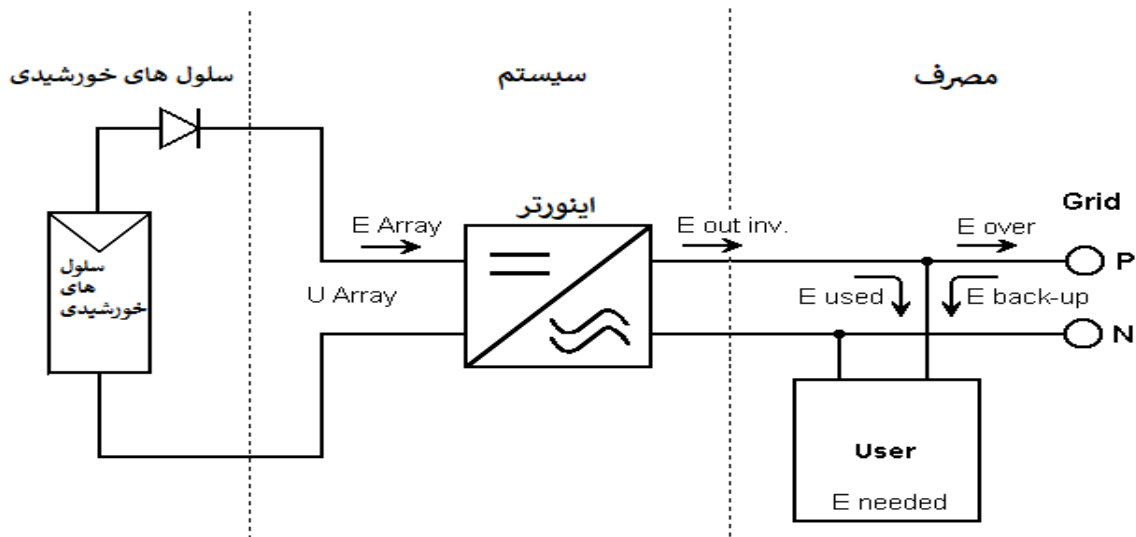 سلول های خورشیدی
سیستم
مصرف
اینورتر
Grid
E Array
E out inv.
E over
P
سلول
های
خورشیدی
U Array
E used
E back-up
N
User
E needed